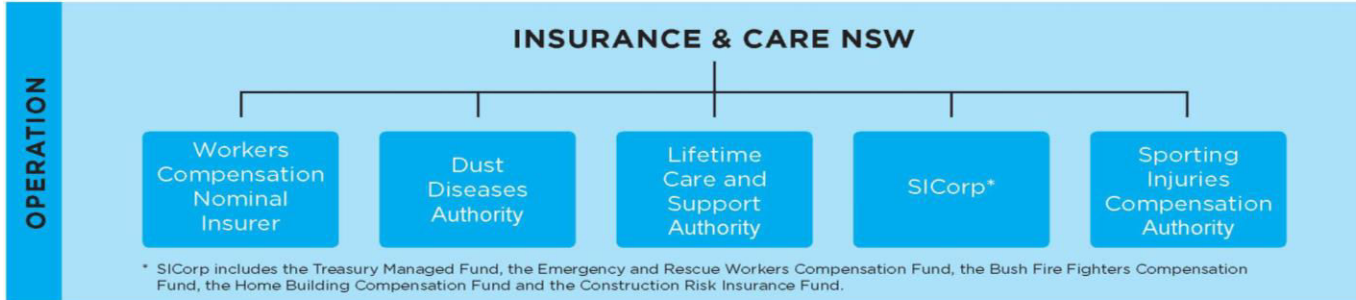 OPERATION
INSURANCE & CARE NSW
Workers
Compensation
Nominal
Insurer
Dust
Diseases
Authority
Lifetime
Care and
Support
Authority
SICorp*
Sporting
Injuries
Compensation
Authority
* SICorp includes the Treasury Managed Fund, the Emergency and Rescue Workers Compensation Fund, the Bush Fire Fighters Compensation
Fund, the Home Building Compensation Fund and the Construction Risk Insurance Fund.